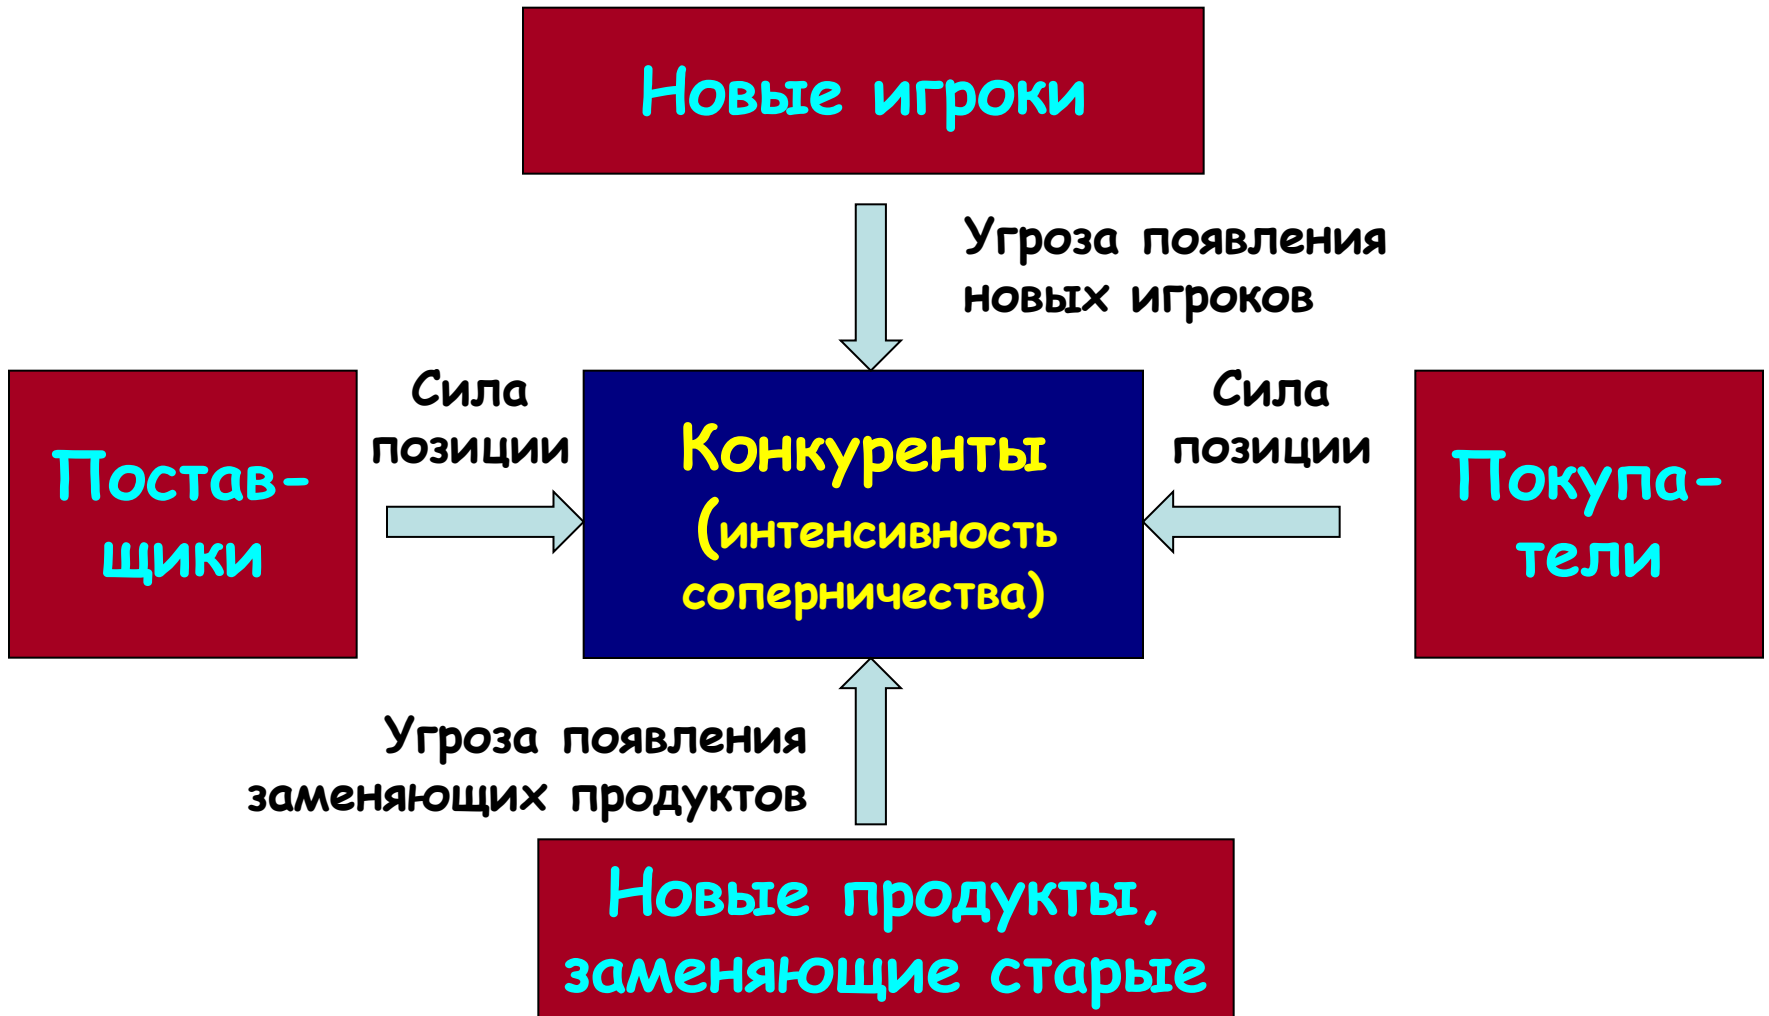 Новые игроки
Угроза появления
новых игроков
Постав-
щики
Сила
позиции
Конкуренты
(интенсивность
соперничества)
Сила
позиции
Покупа-
тели
Угроза появления
заменяющих продуктов
Новые продукты,
заменяющие старые